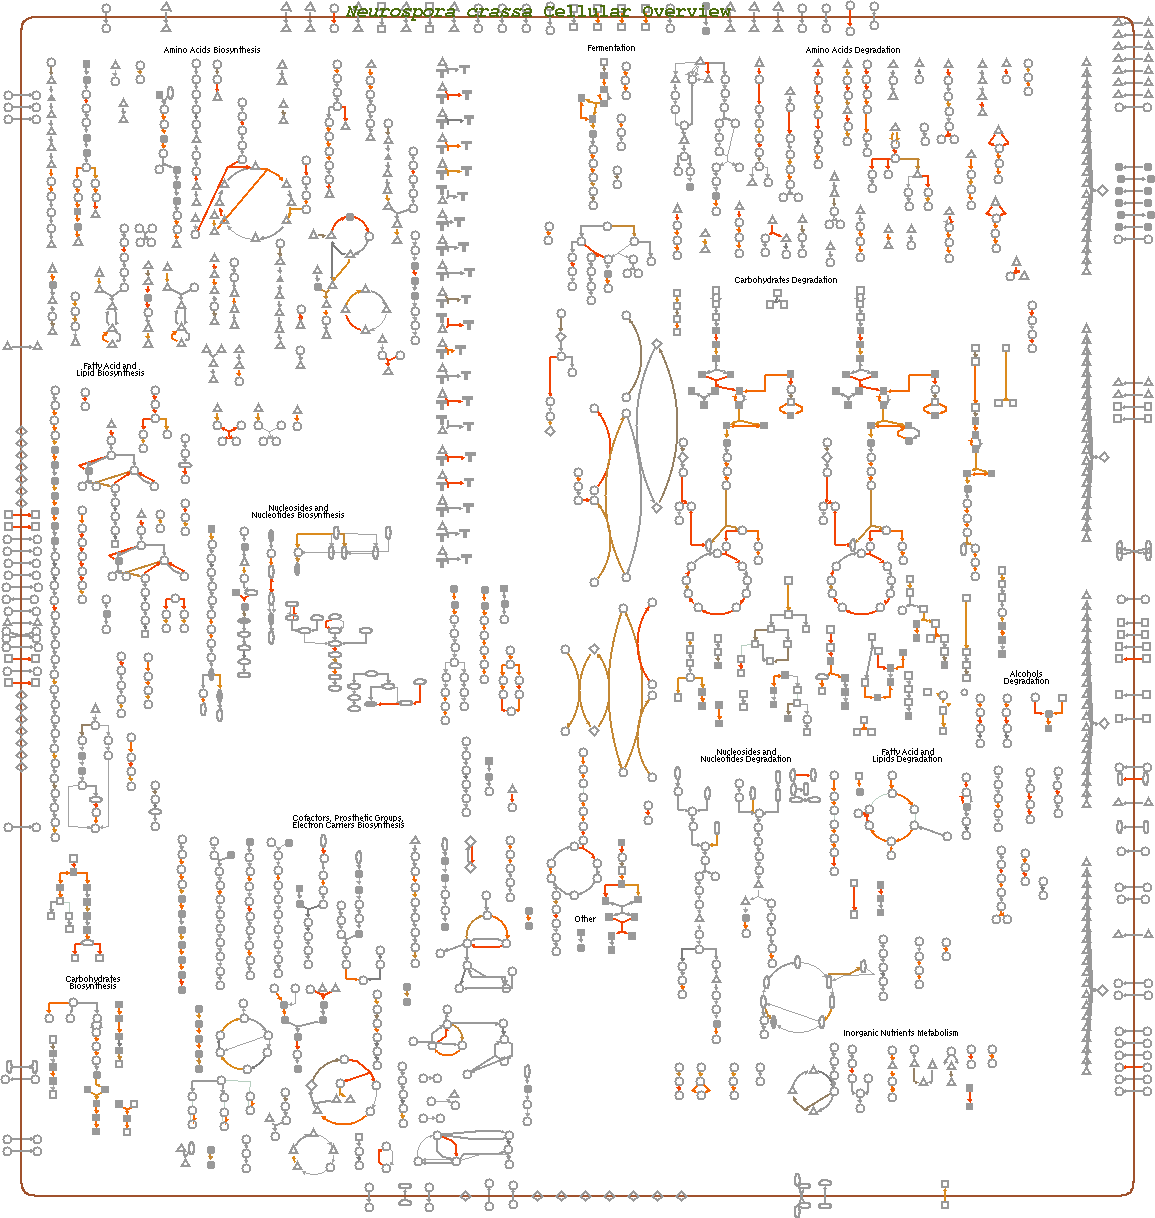 Neurospora crassa Cellular Overview
Amino Acids Biosynthesis
Fermentation
Amino Acids Degradation
Carbohydrates Degradation
Fatty Acid and
Lipid Biosynthesis
Nucleosides and
Nucleotides Biosynthesis
Alcohols
Degradation
Nucleosides and
Nucleotides Degradation
Fatty Acid and
Lipids Degradation
Cofactors, Prosthetic Groups,
Electron Carriers Biosynthesis
Other
Carbohydrates
Biosynthesis
Inorganic Nutrients Metabolism